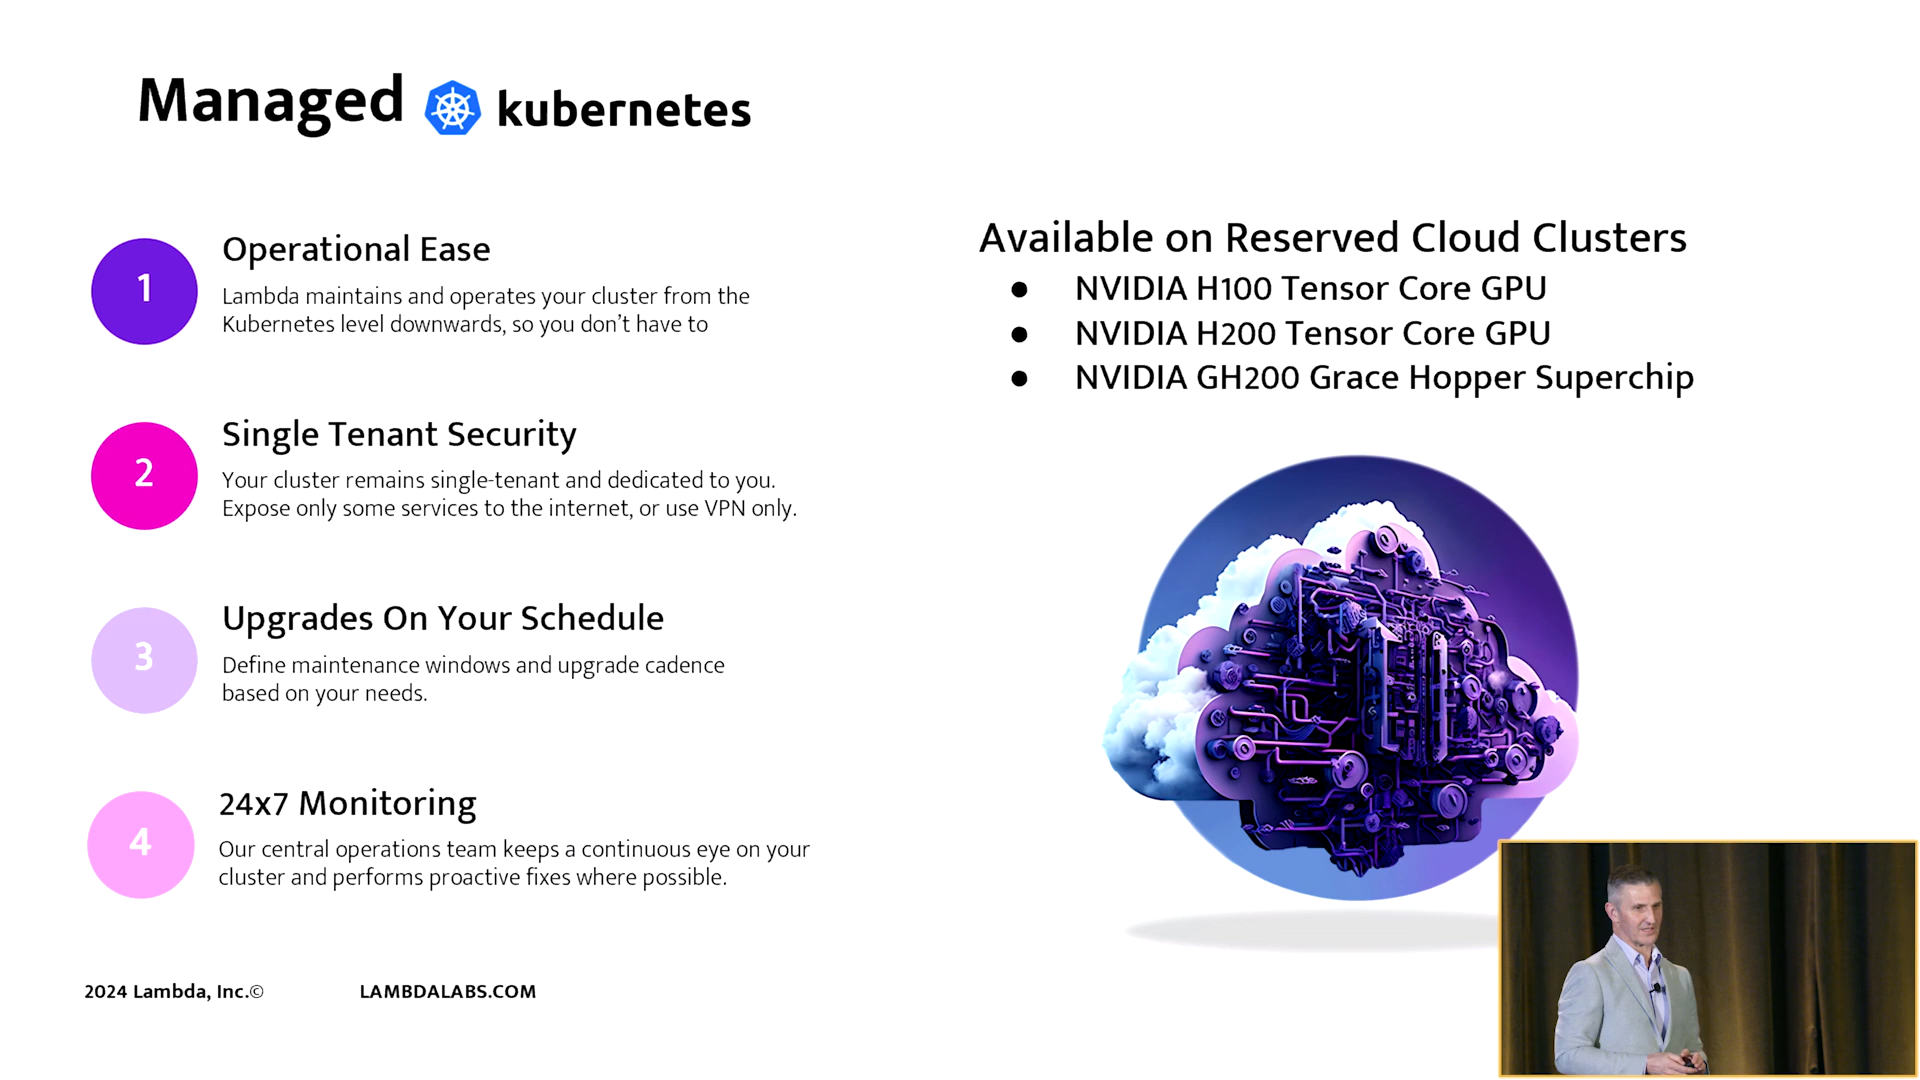 Managed kubernetes
1
Operational Ease
Lambda maintains and operates your cluster from the
Kubernetes level downwards, so you don’t have to
2
Single Tenant Security
Your cluster remains single-tenant and dedicated to you.
Expose only some services to the internet, or use VPN only.
3
Upgrades On Your Schedule
Define maintenance windows and upgrade cadence
based on your needs.
4
24x7 Monitoring
Our central operations team keeps a continuous eye on your
cluster and performs proactive fixes where possible.
Available on Reserved Cloud Clusters
● NVIDIA H100 Tensor Core GPU
● NVIDIA H200 Tensor Core GPU
● NVIDIA GH200 Grace Hopper Superchip
2024 Lambda, Inc.©
LAMBDALABS.COM